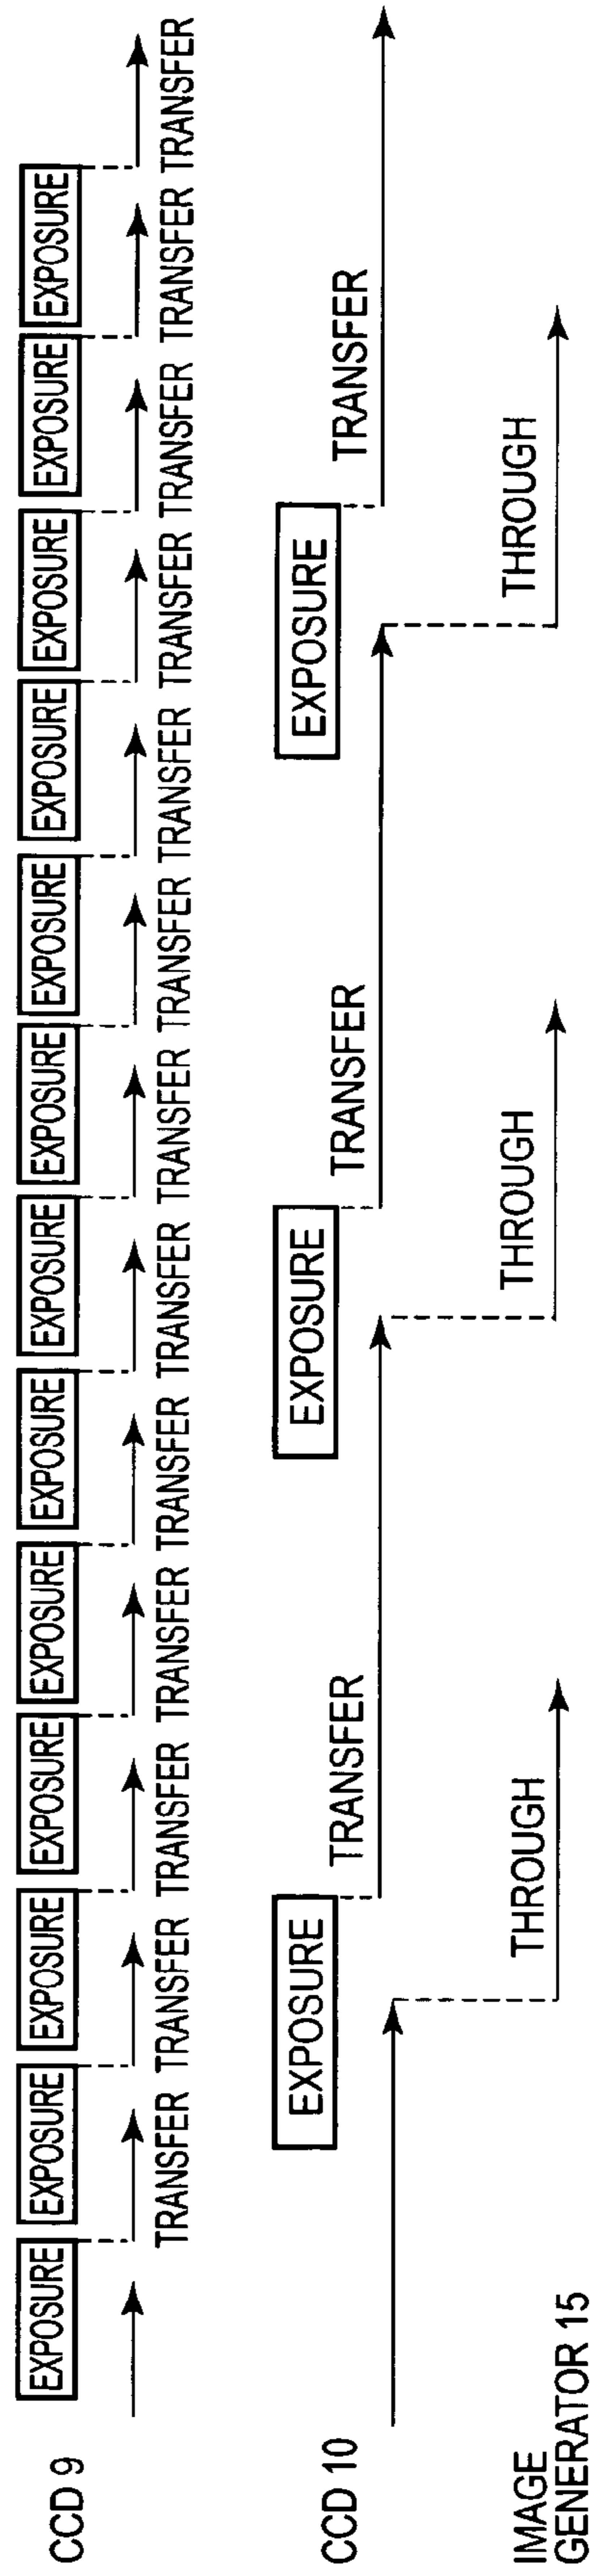 CCD 9
EXPOSURE EXPOSURE EXPOSURE EXPOSURE EXPOSURE EXPOSURE EXPOSURE EXPOSURE EXPOSURE EXPOSURE EXPOSURE EXPOSURE EXPOSURE
TRANSFER TRANSFER TRANSFER TRANSFER TRANSFER TRANSFER TRANSFER TRANSFER TRANSFER TRANSFER TRANSFER TRANSFER TRANSFER
CCD 10
EXPOSURE EXPOSURE EXPOSURE
TRANSFER TRANSFER TRANSFER
IMAGE
GENERATOR 15
THROUGH THROUGH THROUGH